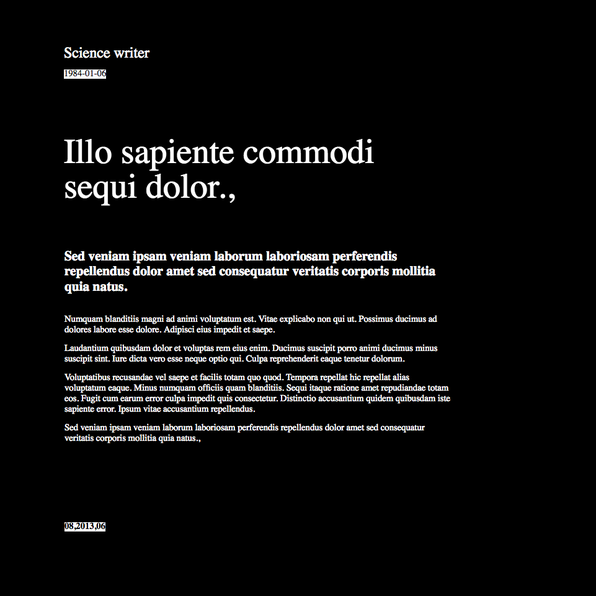 Science writer
1984-01-06
Illo sapiente commodi
sequi dolor.,
Sed veniam ipsam veniam laborum laboriosam perferendis
repellendus dolor amet sed consequatur veritatis corporis mollitia
quia natus.
Numquam blanditiis magni ad animi voluptatum est. Vitae explicabo non qui ut. Possimus ducimus ad
dolores labore esse dolore. Adipisci eius impedit et saepe.
Laudantium quibusdam dolor et voluptas rem eius enim. Ducimus suscipit porro animi ducimus minus
suscipit sint. Iure dicta vero esse neque optio qui. Culpa reprehenderit eaque tenetur dolorum.
Voluptatibus recusandae vel saepe et facilis totam quo quod. Tempora repellat hic repellat alias
voluptatum eaque. Minus numquam officiis quam blanditiis. Sequi itaque ratione amet repudiandae totam
eos. Fugit cum earum error culpa impedit quis consectetur. Distinctio accusantium quidem quibusdam iste
sapiente error. Ipsum vitae accusantium repellendus.
Sed veniam ipsam veniam laborum laboriosam perferendis repellendus dolor amet sed consequatur
veritatis corporis mollitia quia natus.,
08,2013,06